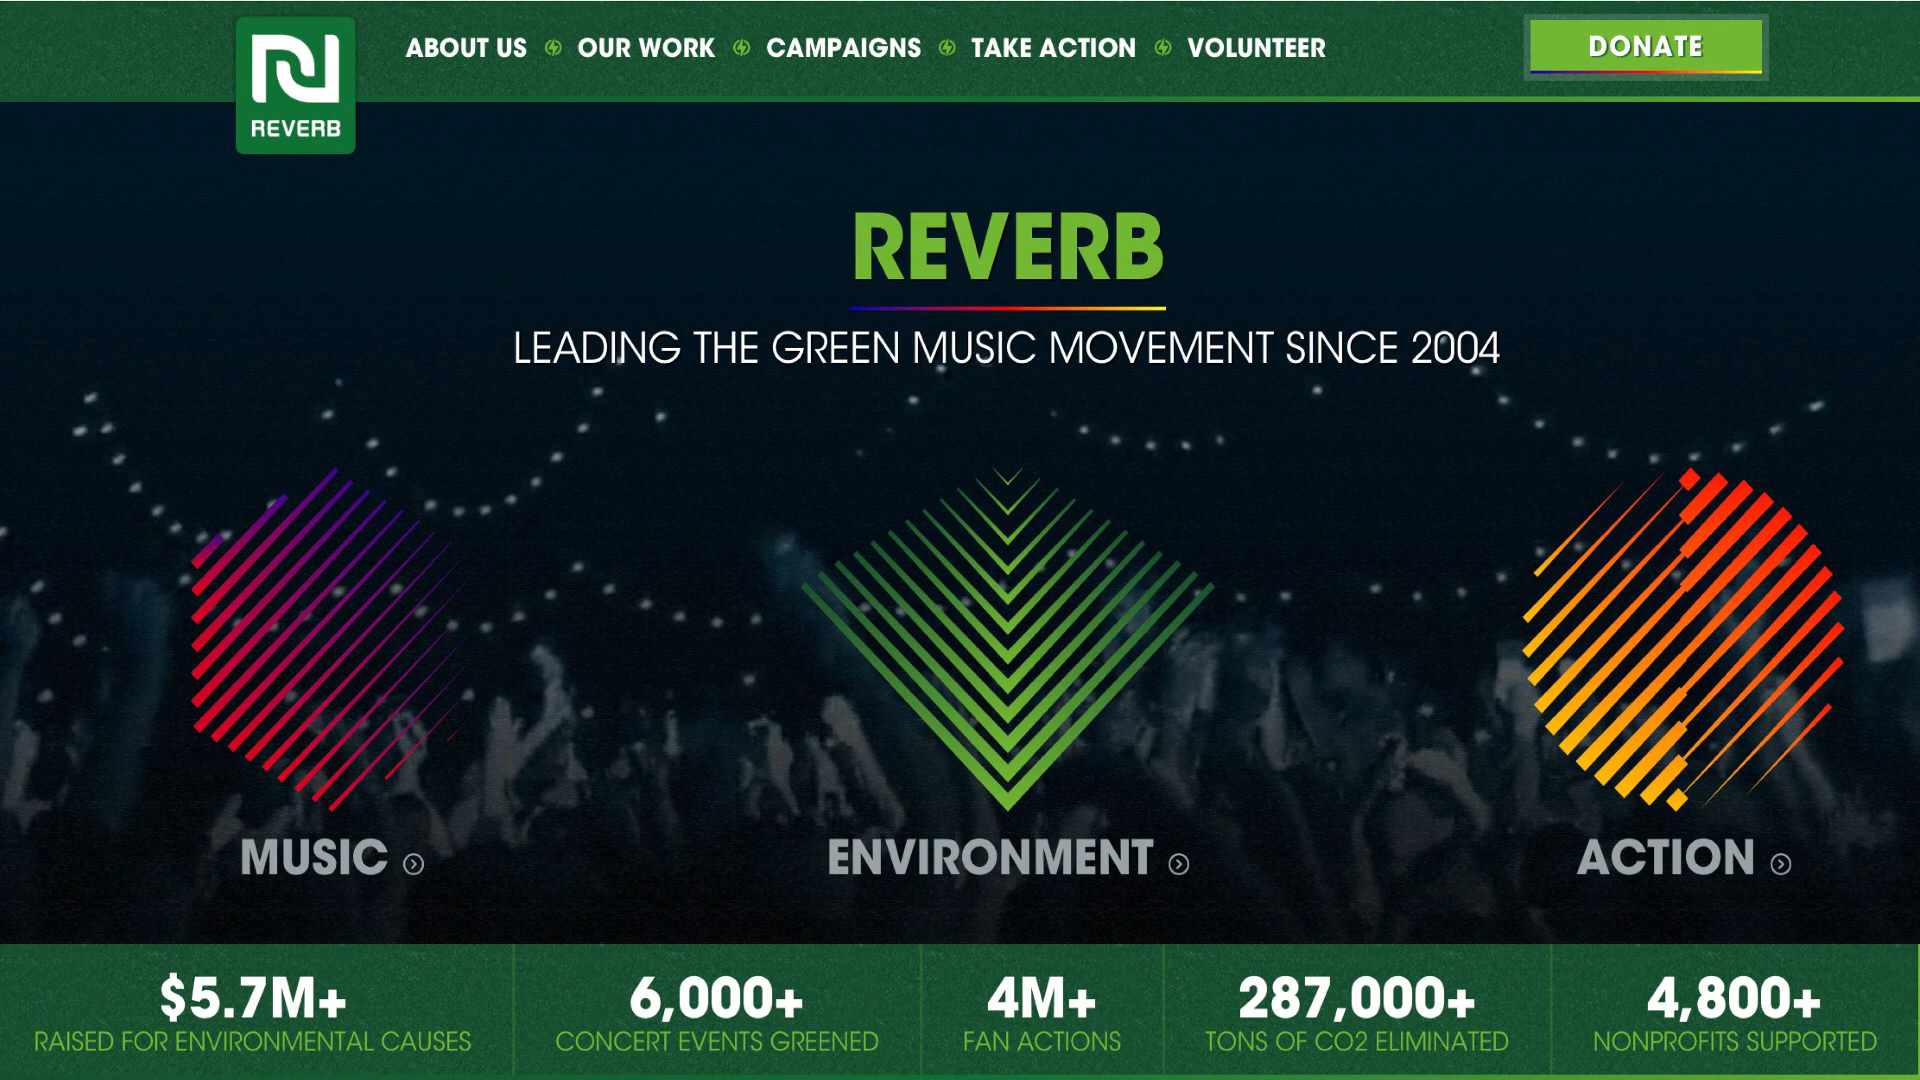 REVERB
ABOUT US
OUR WORK
CAMPAIGNS
TAKE ACTION
VOLUNTEER
DONATE
REVERB
LEADING THE GREEN MUSIC MOVEMENT SINCE 2004
MUSIC
ENVIRONMENT
ACTION
$5.7M+
RAISED FOR ENVIRONMENTAL CAUSES
6,000+
CONCERT EVENTS GREENED
4M+
FAN ACTIONS
287,000+
TONS OF CO2 ELIMINATED
4,800+
NONPROFITS SUPPORTED